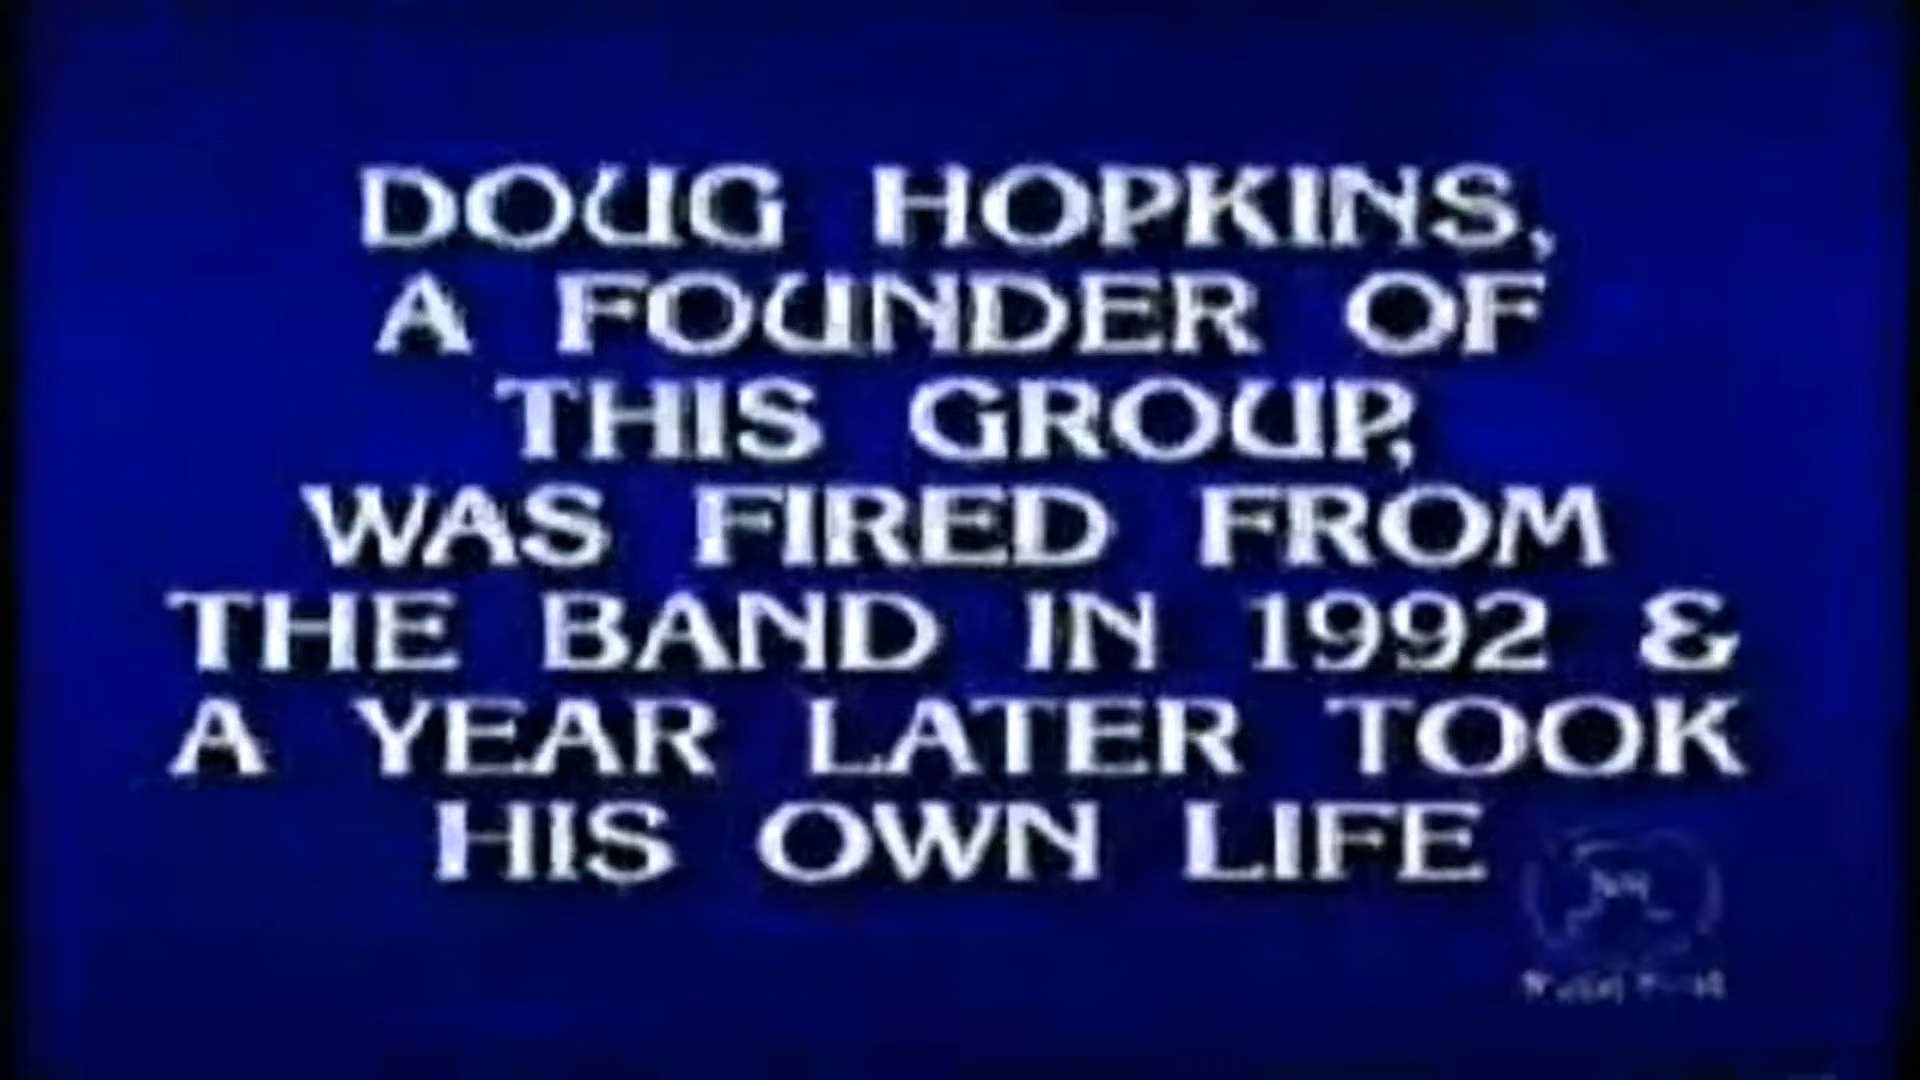 DOUG HOPKINS,
A FOUNDER OF
THIS GROUP,
WAS FIRED FROM
THE BAND IN 1992 &
A YEAR LATER TOOK
HIS OWN LIFE